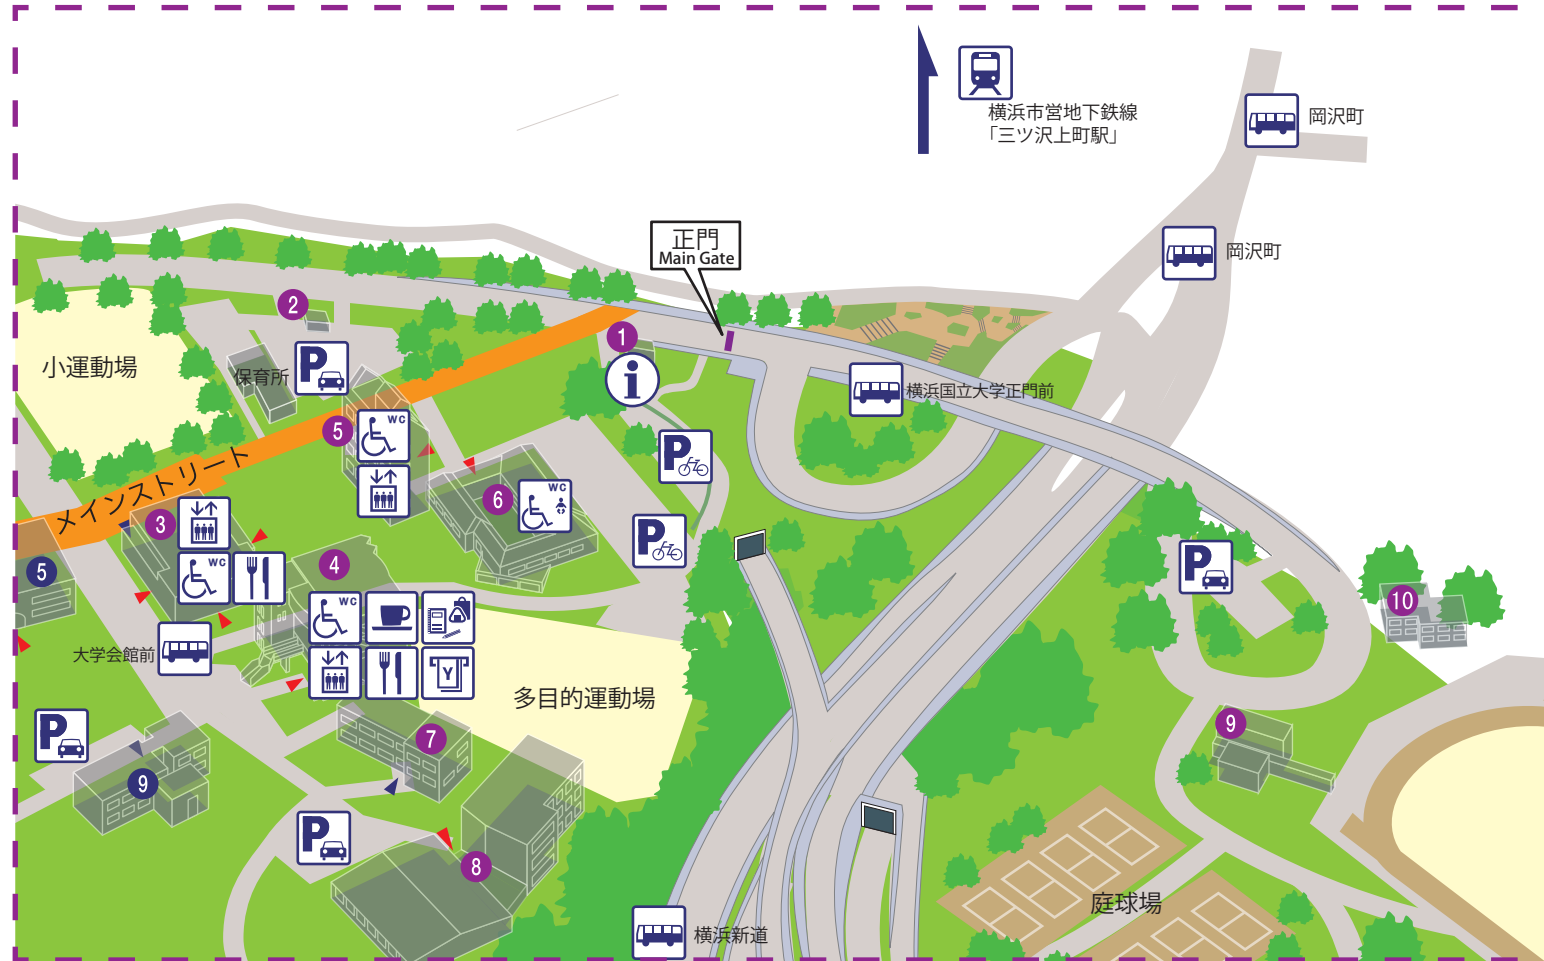 横浜市営地下鉄線
「三ツ沢上町駅」
岡沢町
岡沢町
正門
Main Gate
2
1
小運動場
保育所
P
i
横浜国立大学正門前
5
WC
P
メインストリート
6
WC
3
P
5
WC
4
P
10
WC
大学会館前
Y
多目的運動場
P
7
9
9
P
8
庭球場
横浜新道